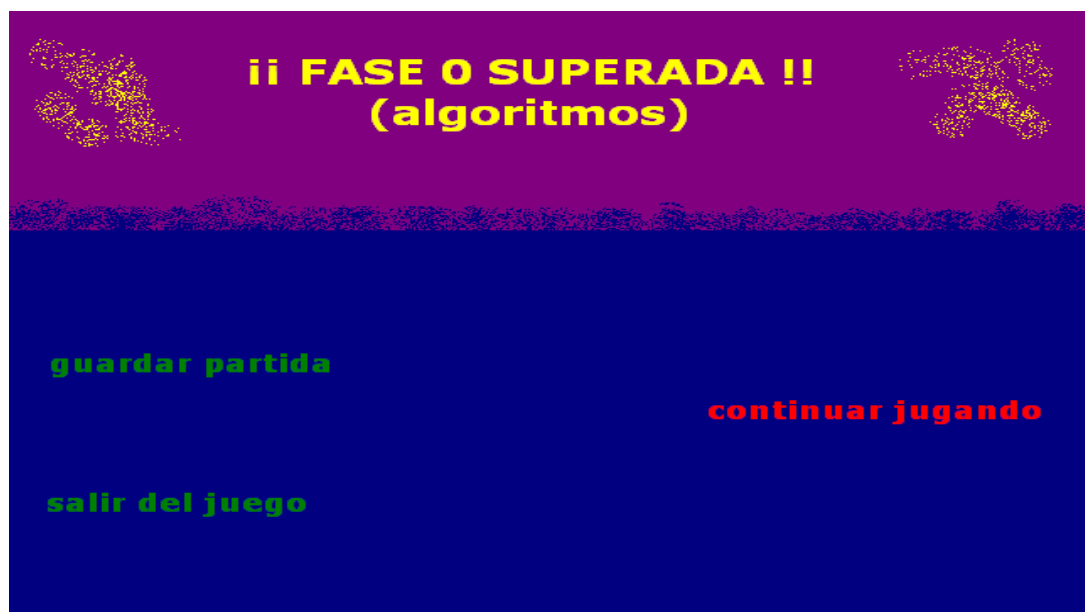 ¡¡ FASE 0 SUPERADA !!
(algoritmos)
guardar partida
continuar jugando
salir del juego